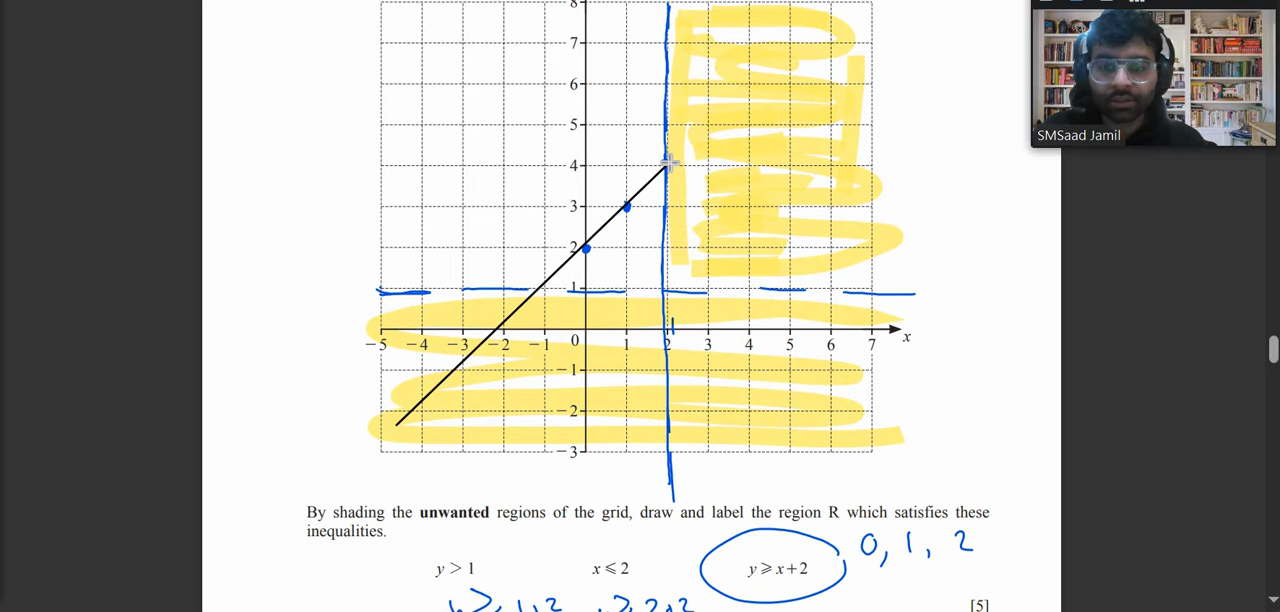 8
SMSaad Jamil
7
6
5
4
3
2
1
−5 −4 −3 −2 −1 0 1 2 3 4 5 6 7 x
−1
−2
−3
By shading the unwanted regions of the grid, draw and label the region R which satisfies these
inequalities.
0, 1, 2
y > 1 x ⩽ 2 y ⩾ x + 2
[5]